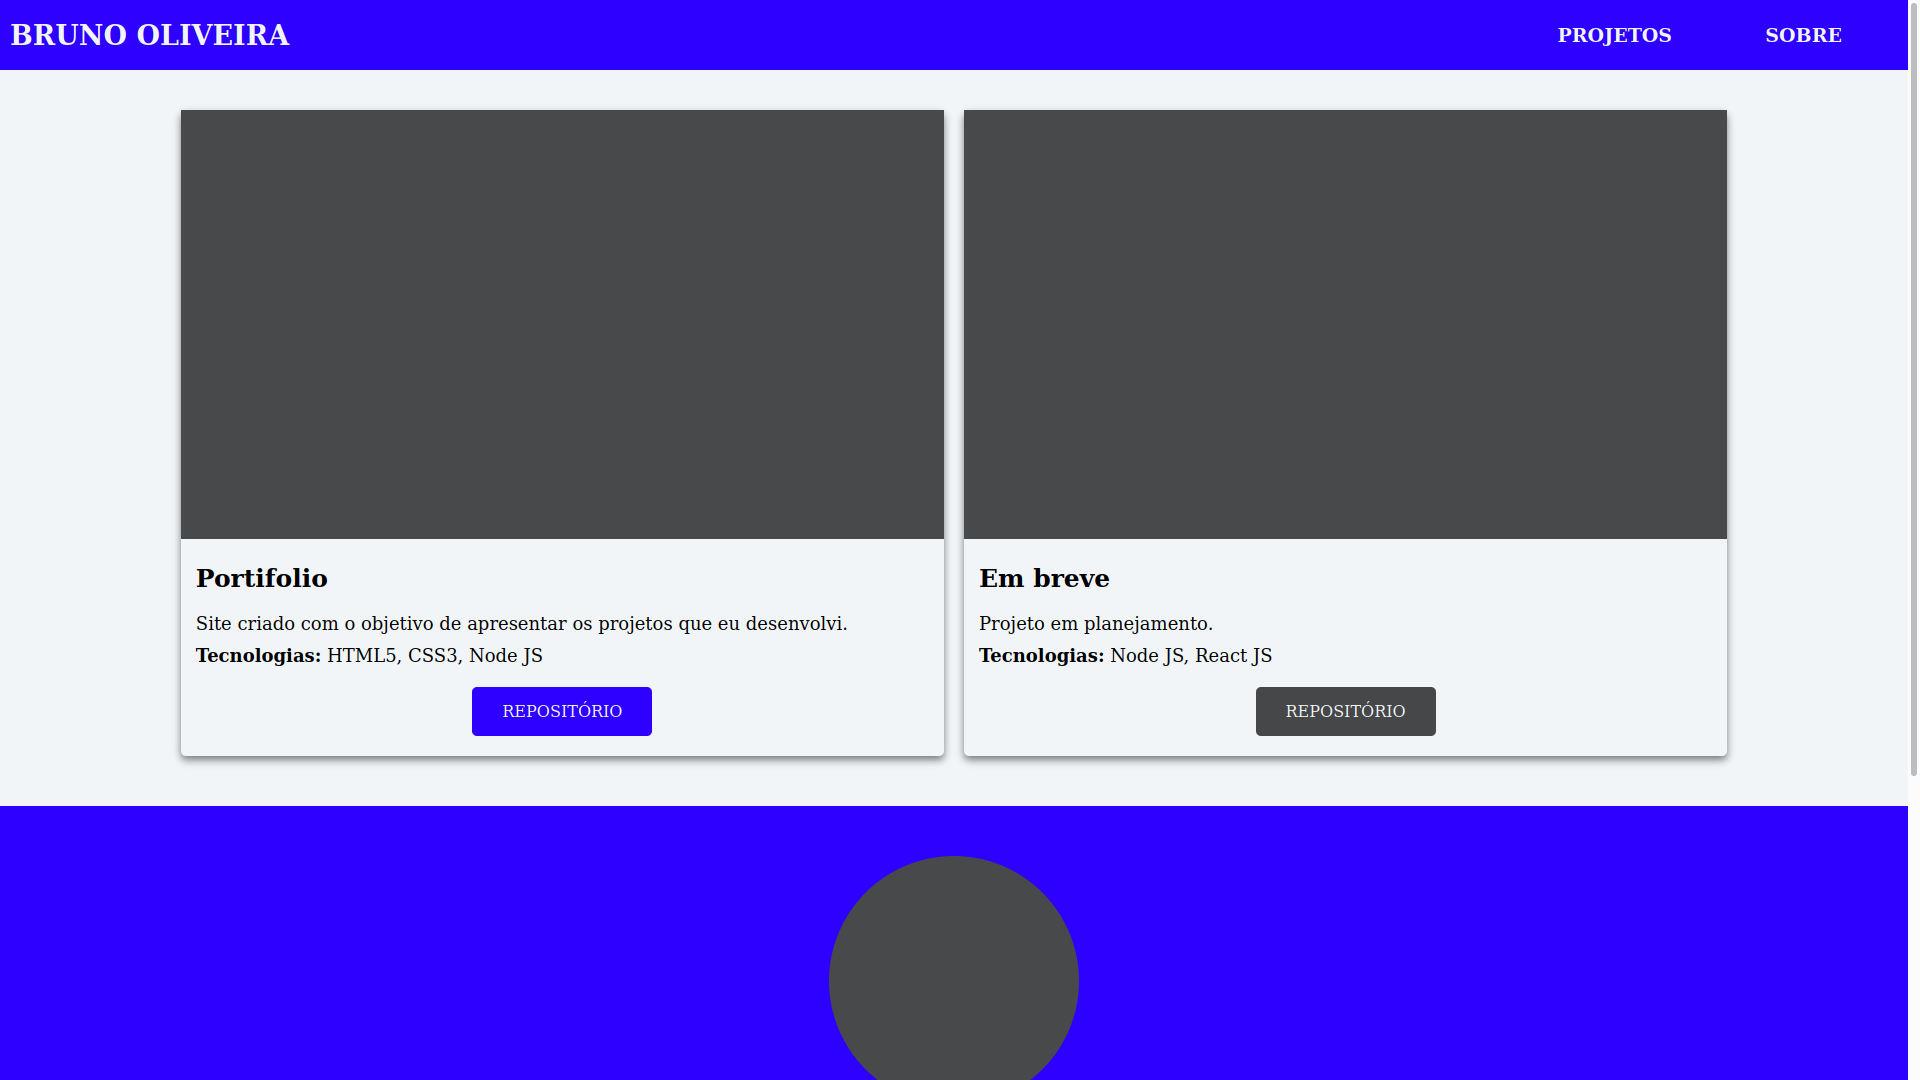 BRUNO OLIVEIRA
PROJETOS
SOBRE
Portifolio
Site criado com o objetivo de apresentar os projetos que eu desenvolvi.
Tecnologias: HTML5, CSS3, Node JS
REPOSITÓRIO
Em breve
Projeto em planejamento.
Tecnologias: Node JS, React JS
REPOSITÓRIO